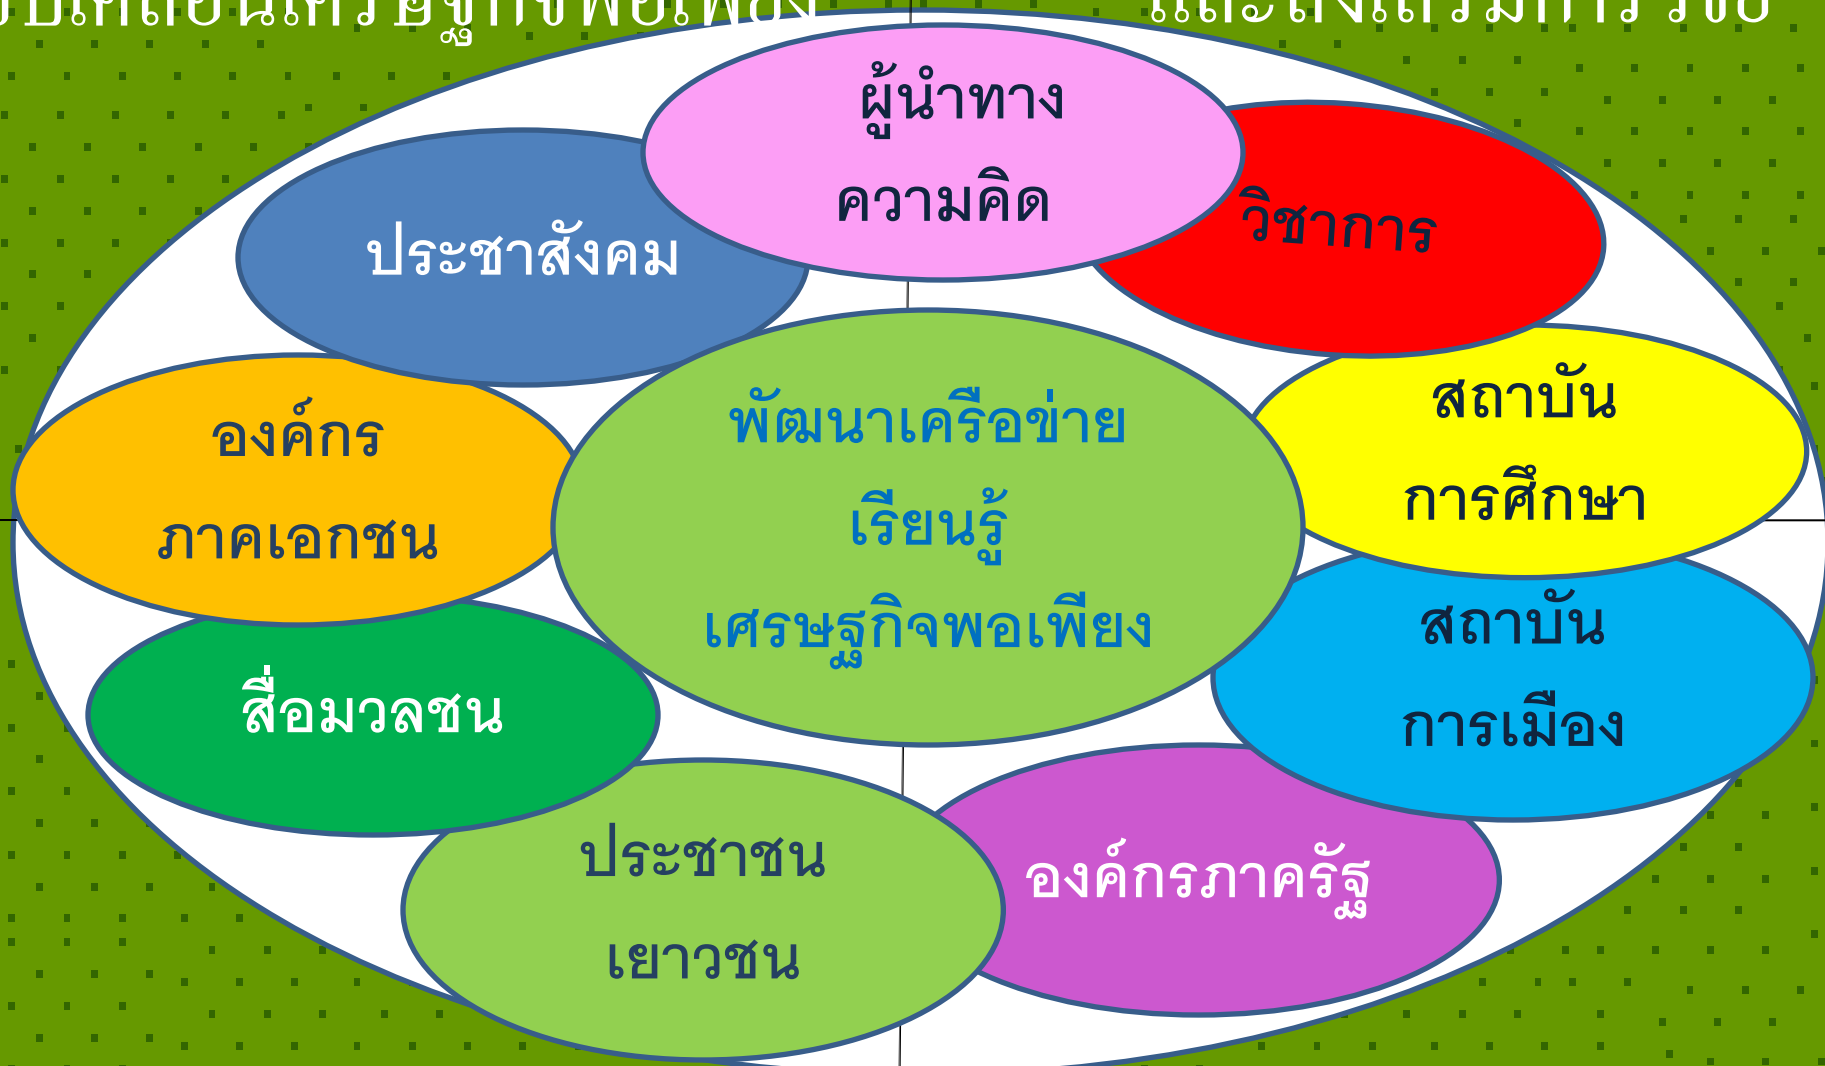 ผู้นำทาง
ความคิด
วิชาการ
ประชาสังคม
สถาบัน
การศึกษา
องค์กร
ภาคเอกชน
พัฒนาเครือข่าย
เรียนรู้
เศรษฐกิจพอเพียง
สถาบัน
การเมือง
สื่อมวลชน
องค์กรภาครัฐ
ประชาชน
เยาวชน